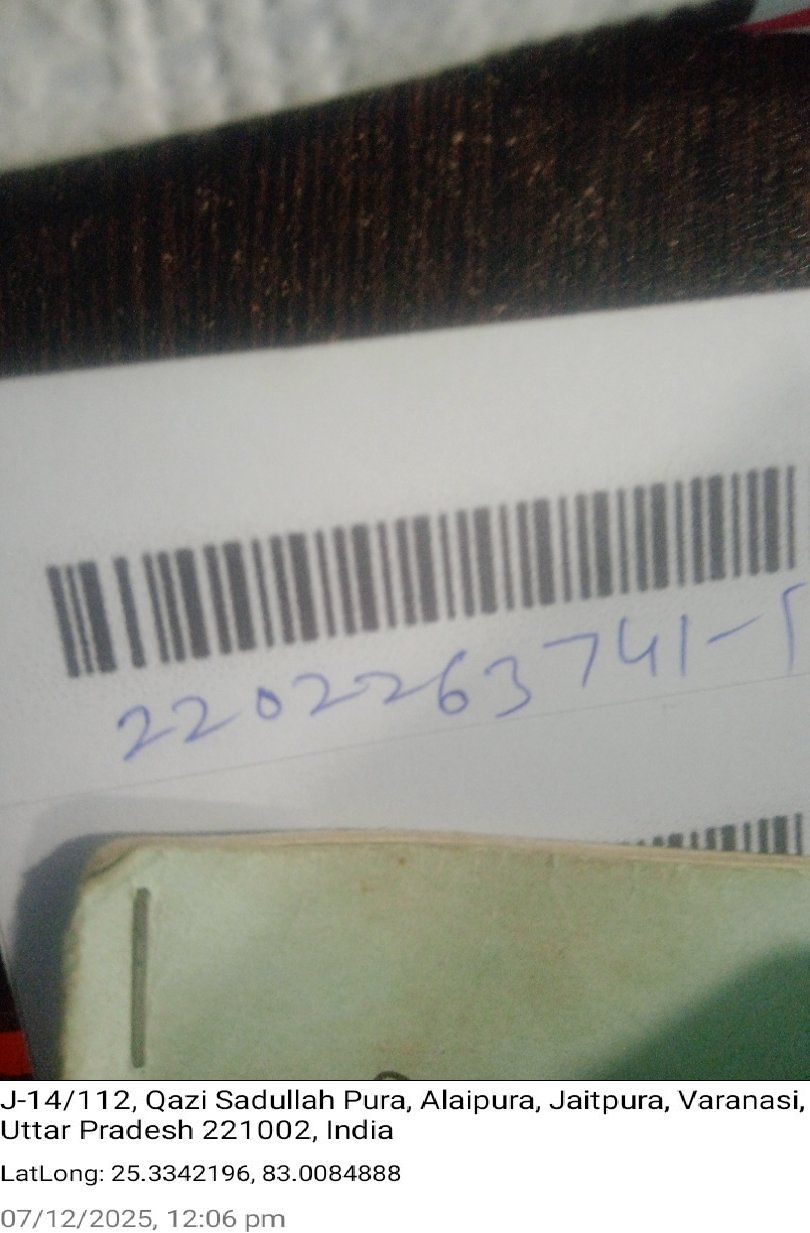 2202263741-
J-14/112, Qazi Sadullah Pura, Alaipura, Jaitpura, Varanasi,
Uttar Pradesh 221002, India
LatLong: 25.3342196, 83.0084888
07/12/2025, 12:06 pm